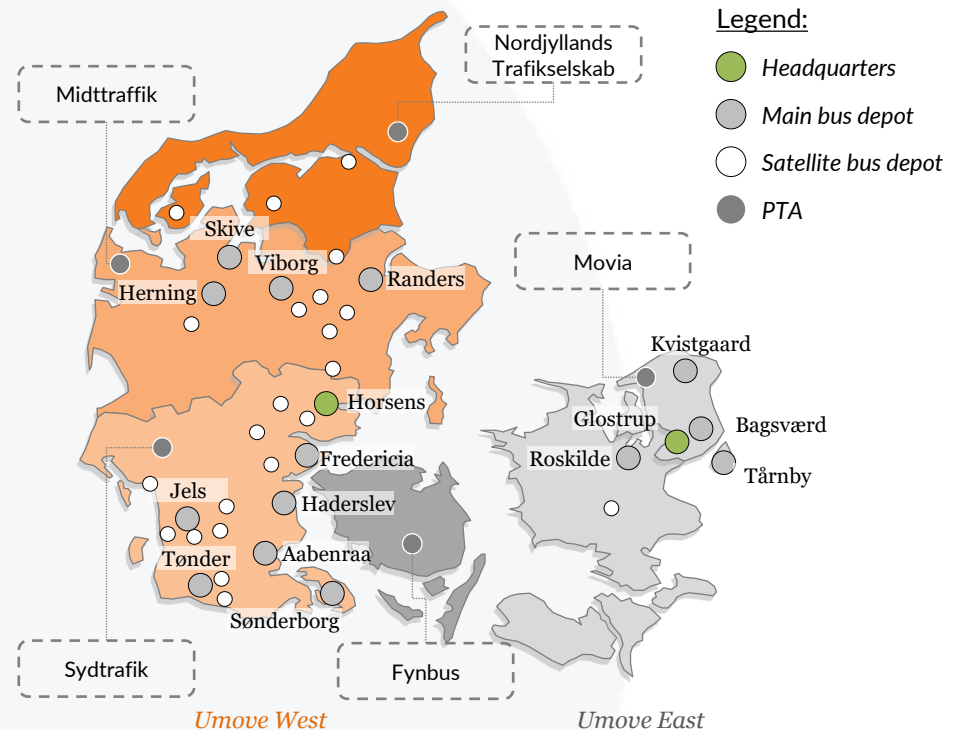 Legend:
Headquarters
Main bus depot
Satellite bus depot
PTA
Nordjyllands
Trafikselskab
Midttraffik
Skive
Viborg
Randers
Herning
Movia
Kvistgaard
Horsens
Glostrup
Bagsværd
Fredericia
Roskilde
Tårnby
Jels
Haderslev
Tønder
Aabenraa
Sønderborg
Sydtrafik
Fynbus
Umove West
Umove East